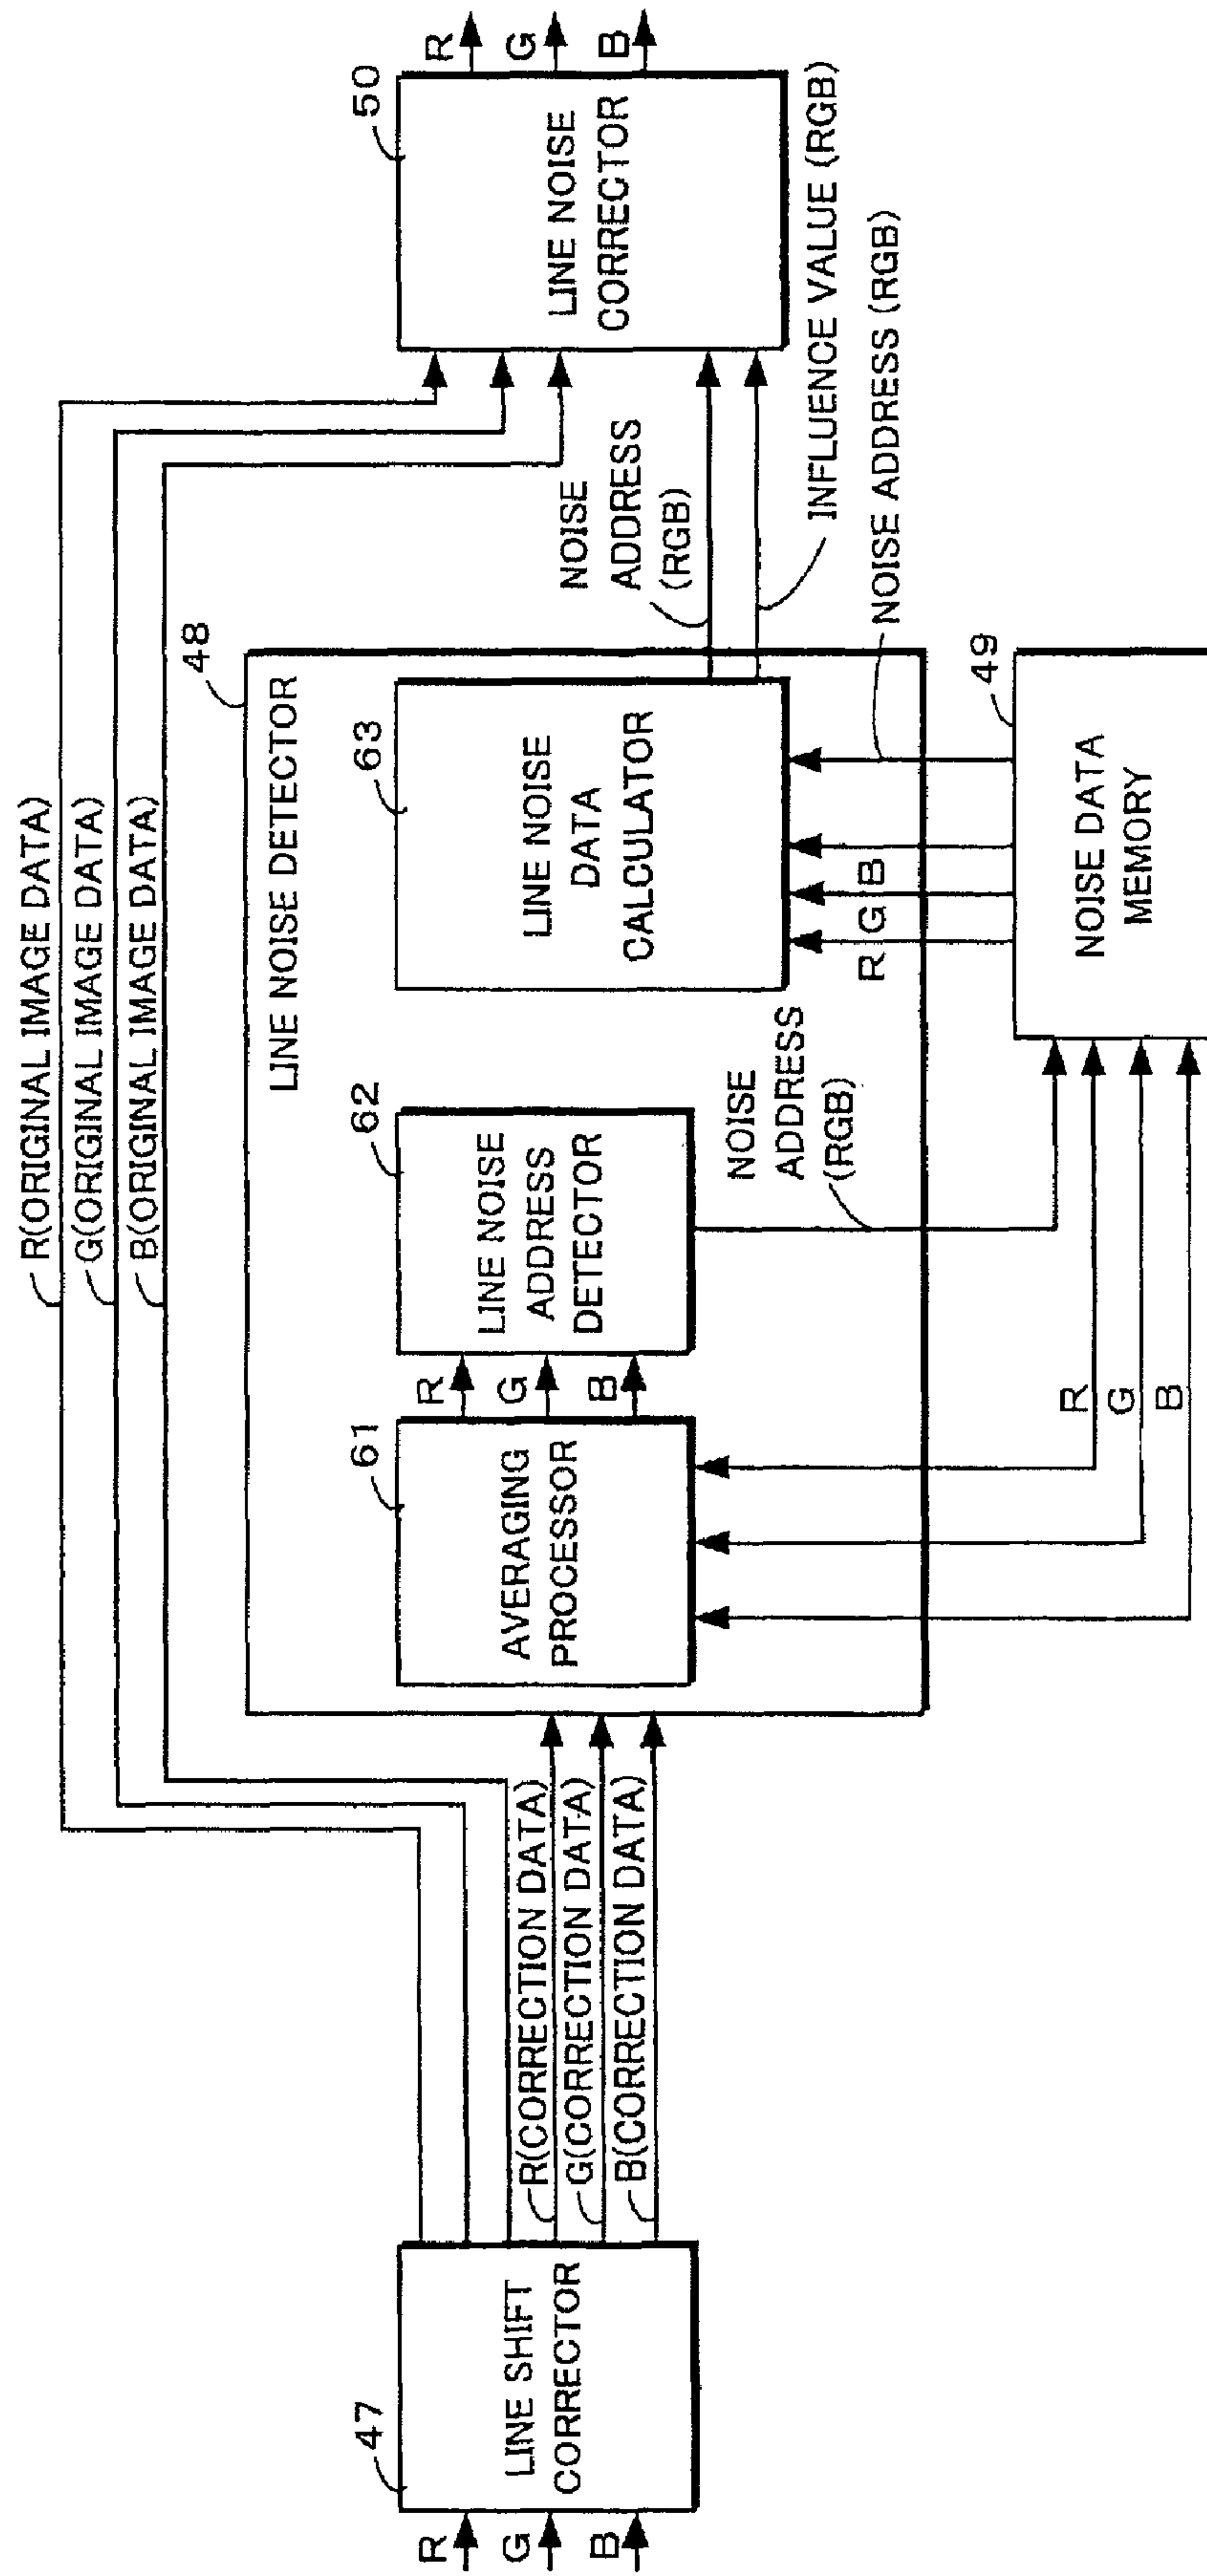 R(ORIGINAL IMAGE DATA)
G(ORIGINAL IMAGE DATA)
B(ORIGINAL IMAGE DATA)
R
G
B
47
LINE SHIFT
CORRECTOR
R(CORRECTION DATA)
G(CORRECTION DATA)
B(CORRECTION DATA)
48
LINE NOISE DETECTOR
61
AVERAGING
PROCESSOR
R
G
B
62
LINE NOISE
ADDRESS
DETECTOR
63
LINE NOISE
DATA
CALCULATOR
NOISE
ADDRESS
(RGB)
R
G
B
R
G
B
49
NOISE DATA
MEMORY
NOISE
ADDRESS
(RGB)
INFLUENCE VALUE (RGB)
NOISE ADDRESS (RGB)
50
LINE NOISE
CORRECTOR
R
G
B